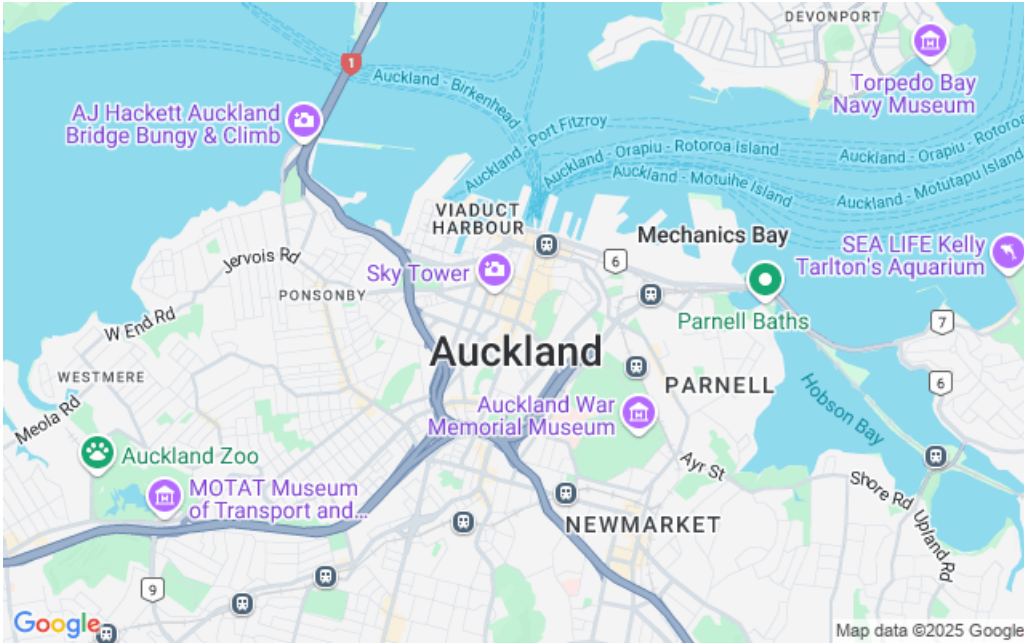 DEVONPORT
1
Auckland - Birkenhead
Torpedo Bay
Navy Museum
AJ Hackett Auckland
Bridge Bungy & Climb
Auckland - Port Fitzroy
Auckland - Orapiu - Rotoroa Island
Auckland - Orapiu - Rotoroa
Auckland - Motuihe Island
Auckland - Motutapu Island
VIADUCT
HARBOUR
Mechanics Bay
Jervois Rd
Sky Tower
6
SEA LIFE Kelly
Tarlton's Aquarium
PONSONBY
W End Rd
Parnell Baths
7
Auckland
WESTMERE
PARNELL
6
Meola Rd
Auckland War
Memorial Museum
Hobson Bay
Auckland Zoo
Ayr St
MOTAT Museum
of Transport and...
Shore Rd
NEWMARKET
Upland Rd
9
Google
Map data ©2025 Google